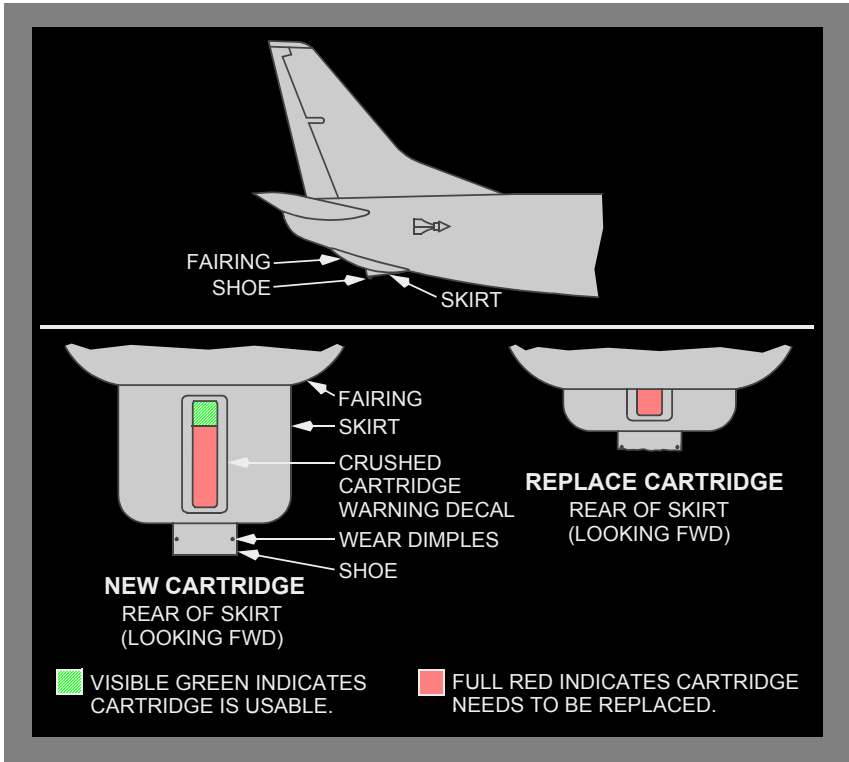 FAIRING
SHOE
SKIRT
FAIRING
SKIRT
CRUSHED
CARTRIDGE
WARNING DECAL
WEAR DIMPLES
SHOE
NEW CARTRIDGE
REAR OF SKIRT
(LOOKING FWD)
REPLACE CARTRIDGE
REAR OF SKIRT
(LOOKING FWD)
VISIBLE GREEN INDICATES
CARTRIDGE IS USABLE.
FULL RED INDICATES CARTRIDGE
NEEDS TO BE REPLACED.